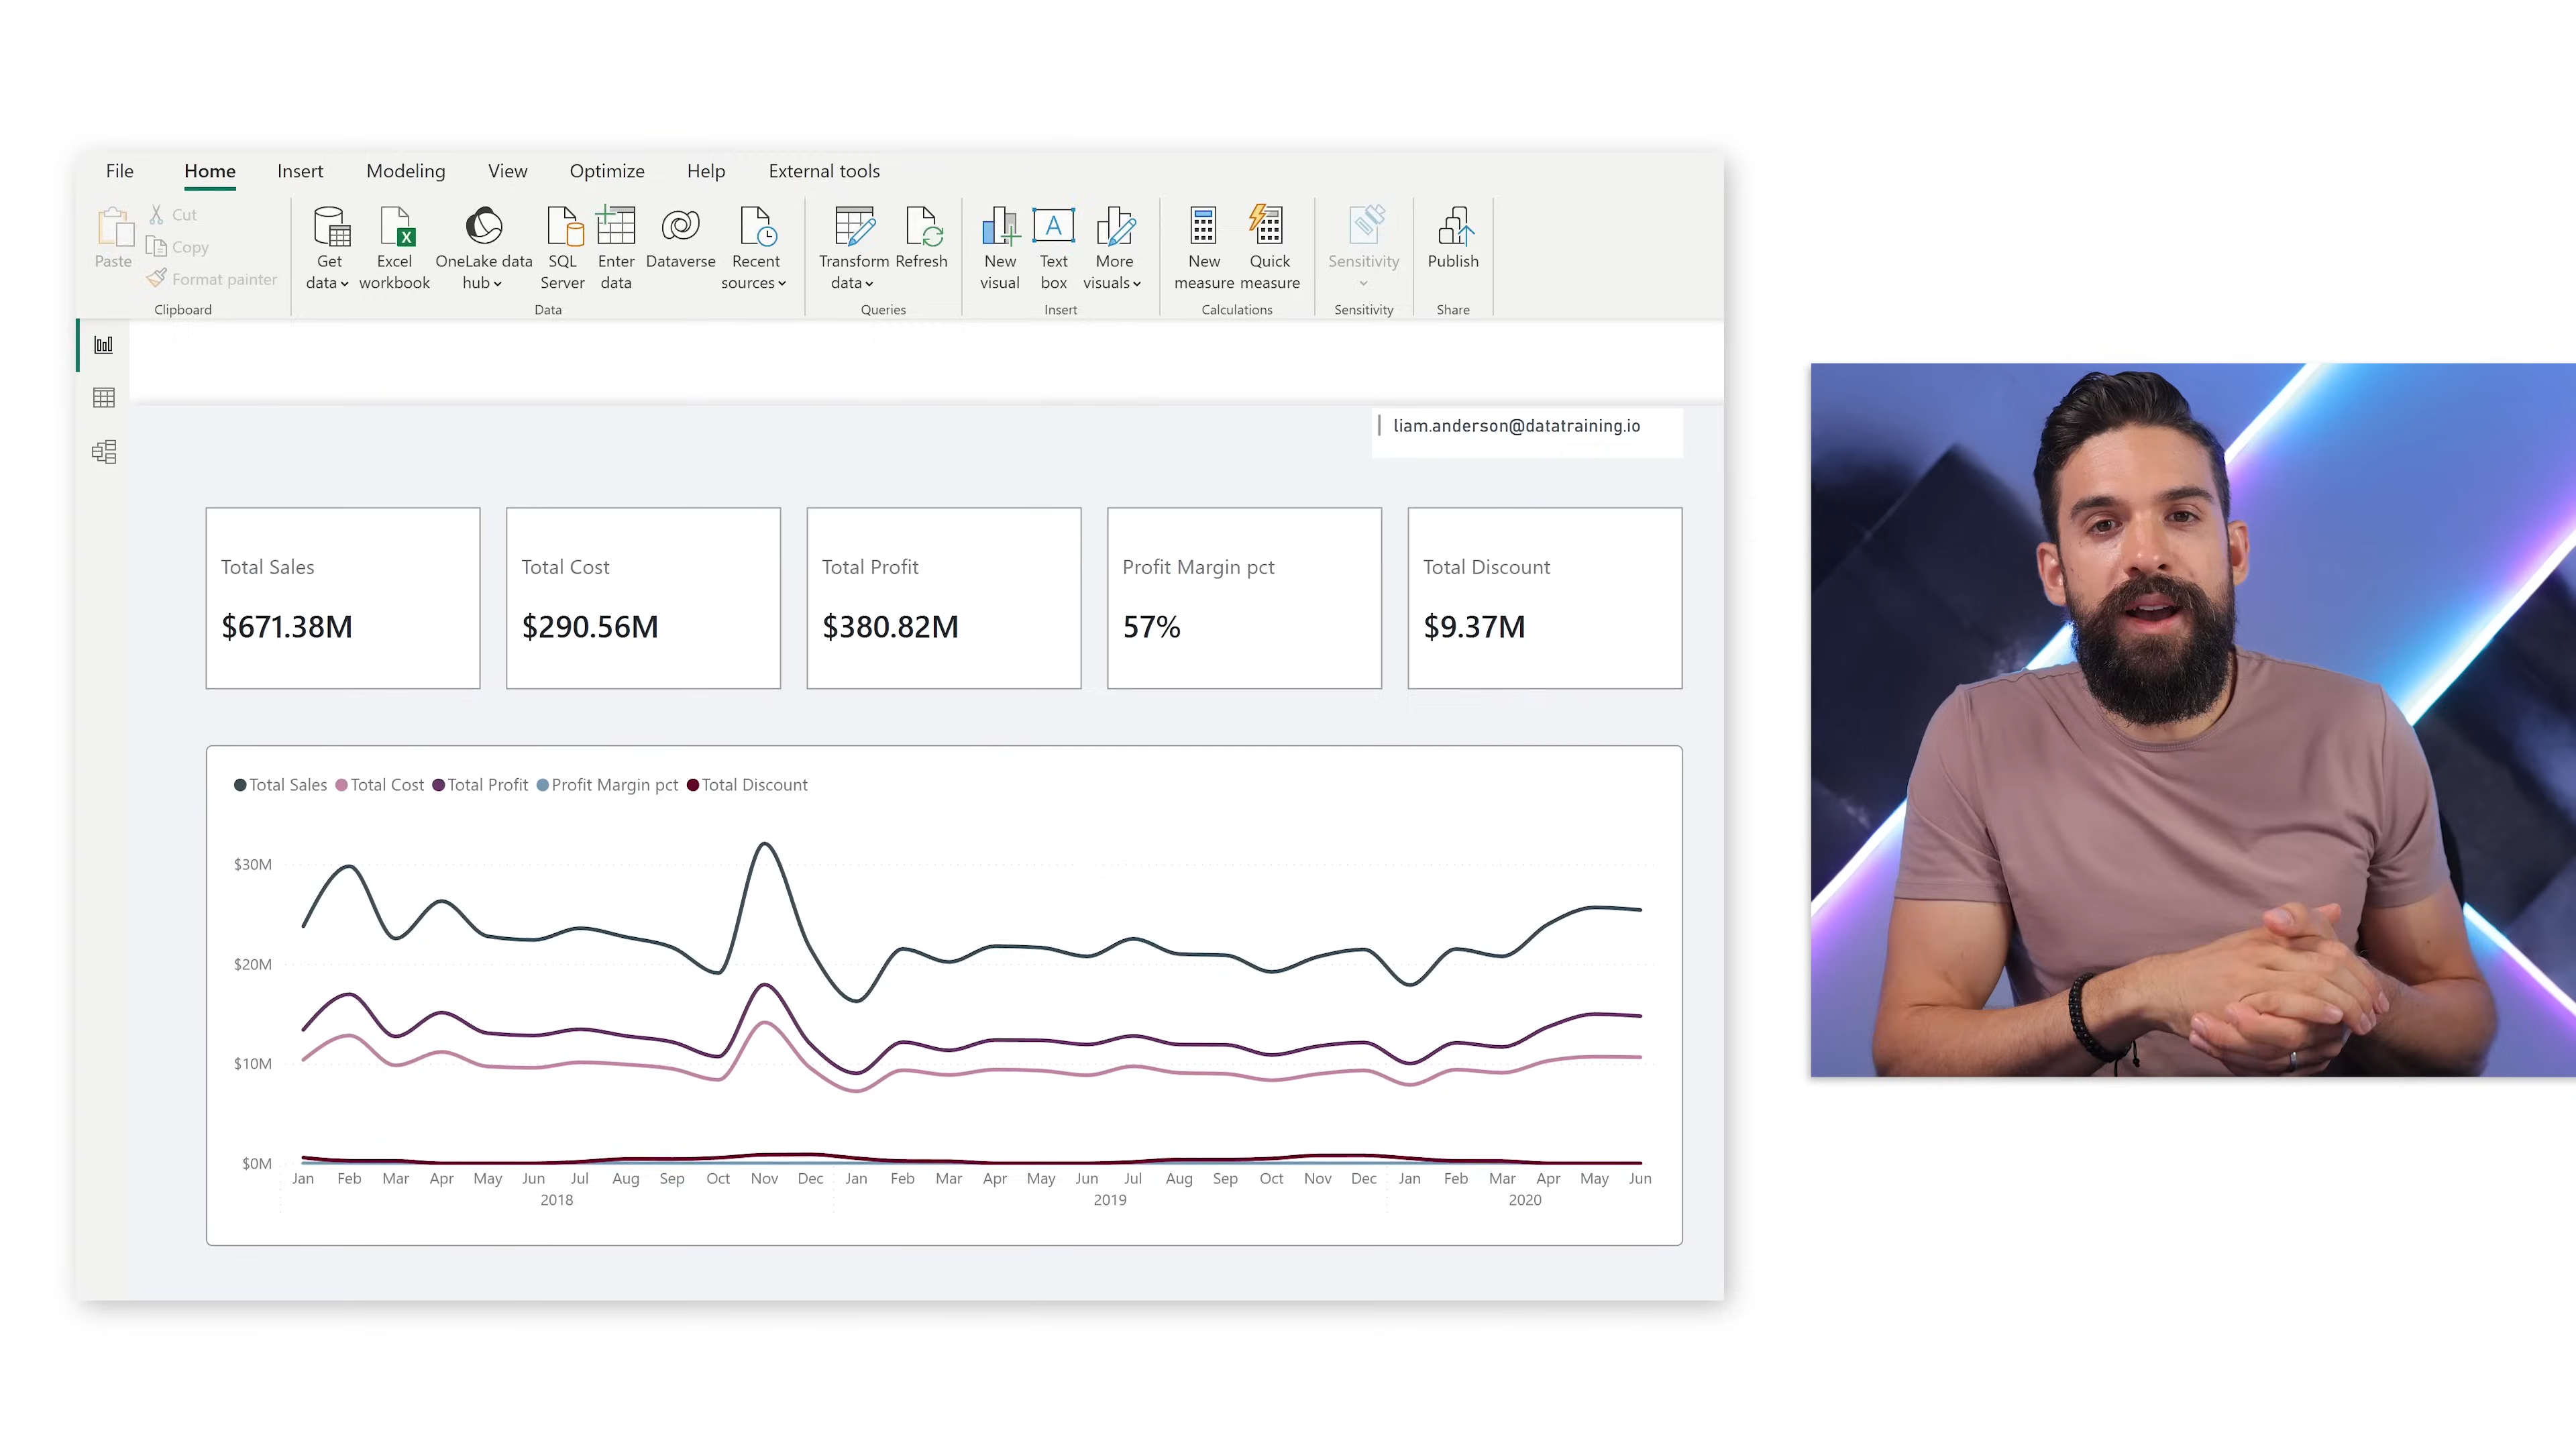 File Home Insert Modeling View Optimize Help External tools
Paste
Cut
Copy
Format painter
Clipboard
Get data
Excel workbook
OneLake data hub
SQL Server
Enter data
Dataverse
Recent sources
Data
Transform data
Refresh
Queries
New visual
Text box
More visuals
Insert
New measure
Quick measure
Calculations
Sensitivity
Sensitivity
Publish
Share
liam.anderson@datatraining.io
Total Sales
$671.38M
Total Cost
$290.56M
Total Profit
$380.82M
Profit Margin pct
57%
Total Discount
$9.37M
Total Sales Total Cost Total Profit Profit Margin pct Total Discount
$30M
$20M
$10M
$0M
Jan Feb Mar Apr May Jun Jul Aug Sep Oct Nov Dec Jan Feb Mar Apr May Jun Jul Aug Sep Oct Nov Dec Jan Feb Mar Apr May Jun
2018 2019 2020